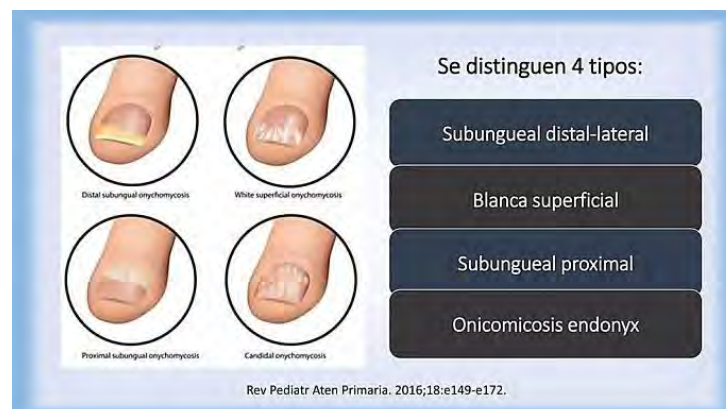 Se distinguen 4 tipos:
Distal subungual onychomycosis
White superficial onychomycosis
Proximal subungual onychomycosis
Candidal onychomycosis
Subungueal distal-lateral
Blanca superficial
Subungueal proximal
Onicomicosis endonyx
Rev Pediatr Aten Primaria. 2016;18:e149-e172.